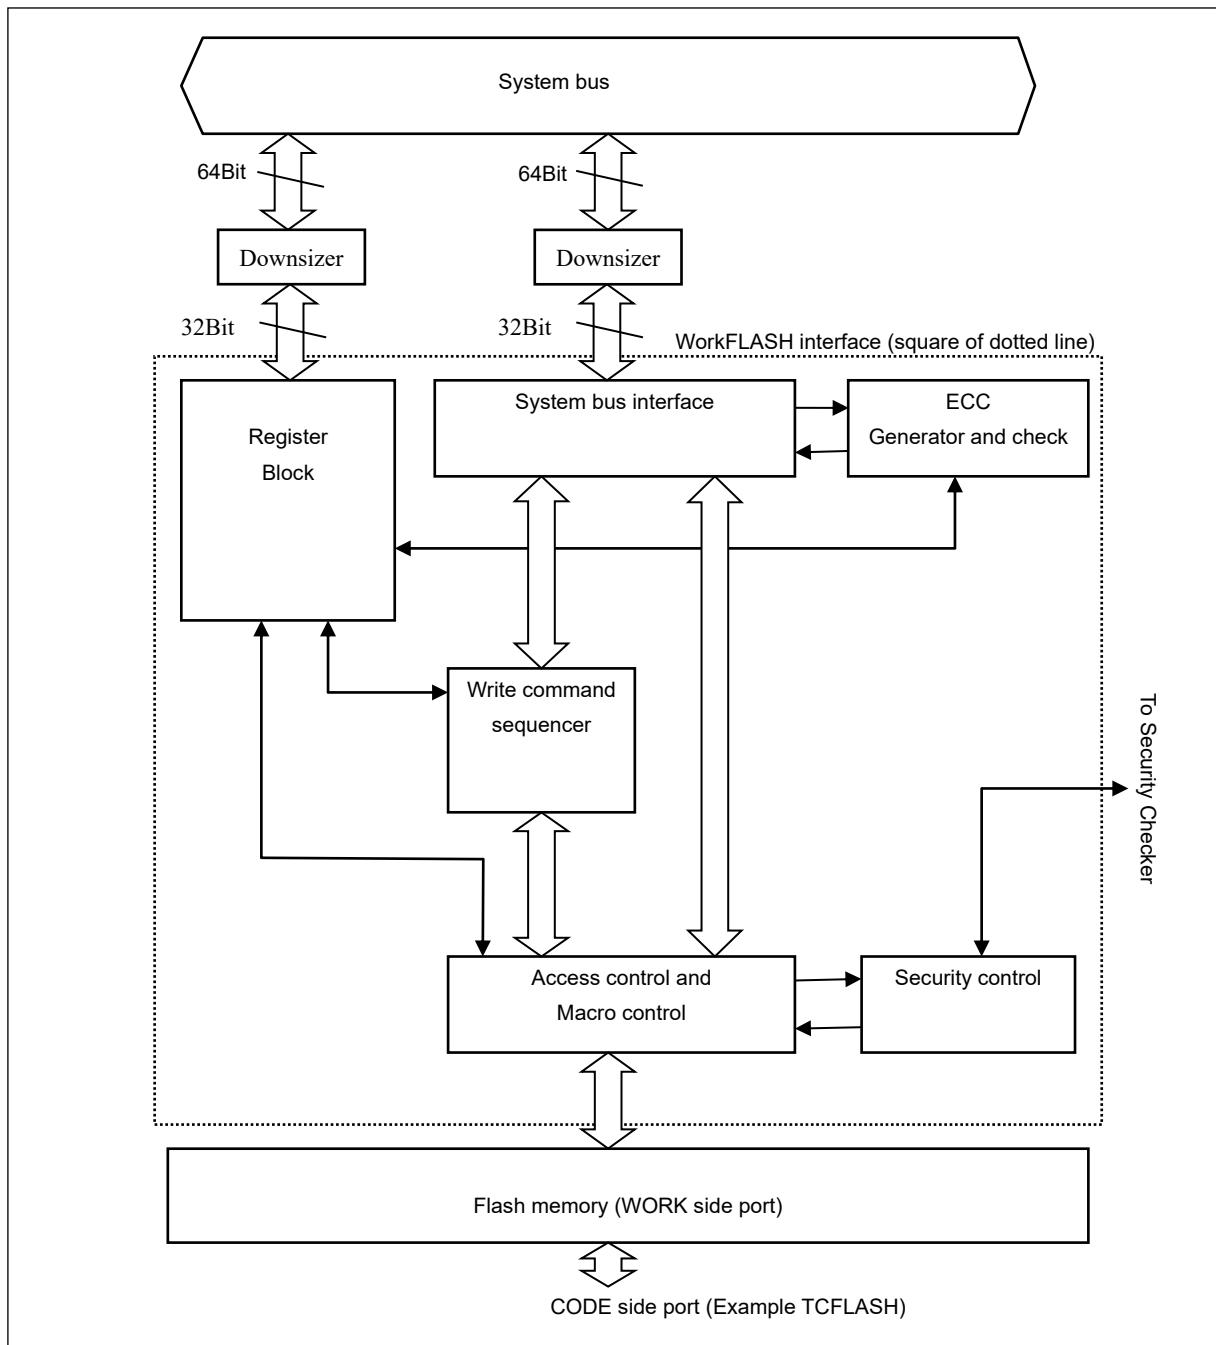 System bus
64Bit
64Bit
Downsizer
Downsizer
32Bit
32Bit
WorkFLASH interface (square of dotted line)
Register
Block
System bus interface
ECC
Generator and check
Write command
sequencer
To Security Checker
Access control and
Macro control
Security control
Flash memory (WORK side port)
CODE side port (Example TCFLASH)